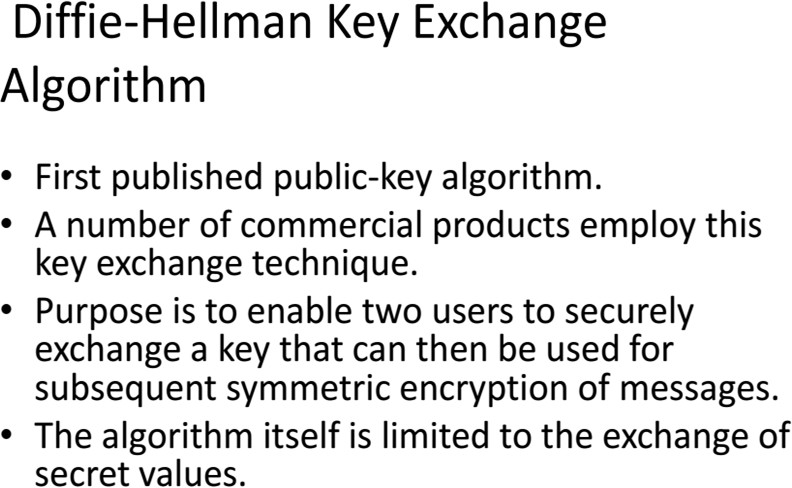 Diffie-Hellman Key Exchange
Algorithm
• First published public-key algorithm.
• A number of commercial products employ this
key exchange technique.
• Purpose is to enable two users to securely
exchange a key that can then be used for
subsequent symmetric encryption of messages.
• The algorithm itself is limited to the exchange of
secret values.